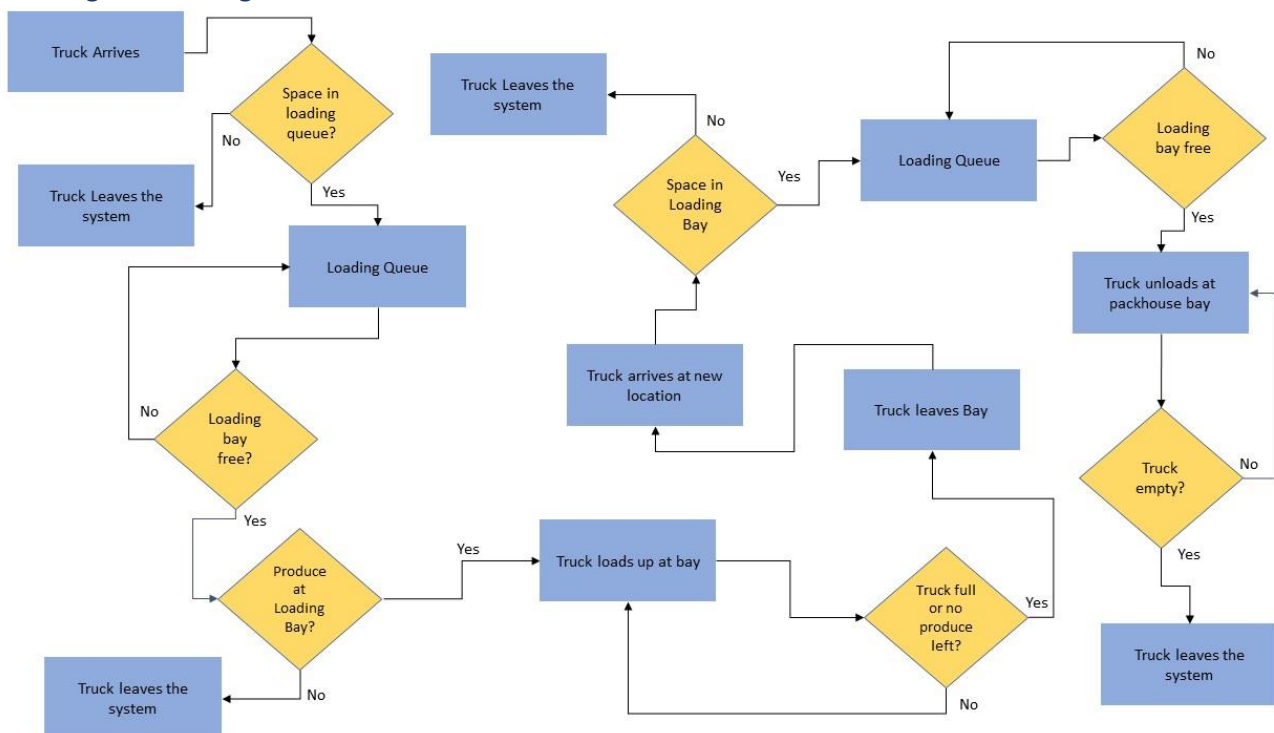 Truck Arrives
Space in
loading
queue?
No
Yes
Truck Leaves the
system
Loading Queue
Loading
bay
free?
No
Yes
Produce
at
Loading
Bay?
Yes
No
Truck leaves the
system
Truck loads up at bay
Truck full
or no
produce
left?
Yes
No
Truck leaves Bay
Truck arrives at new
location
Space in
Loading
Bay
No
Yes
Truck Leaves the
system
Loading Queue
Loading
bay free
No
Yes
Truck unloads at
packhouse bay
Truck
empty?
No
Yes
Truck leaves the
system